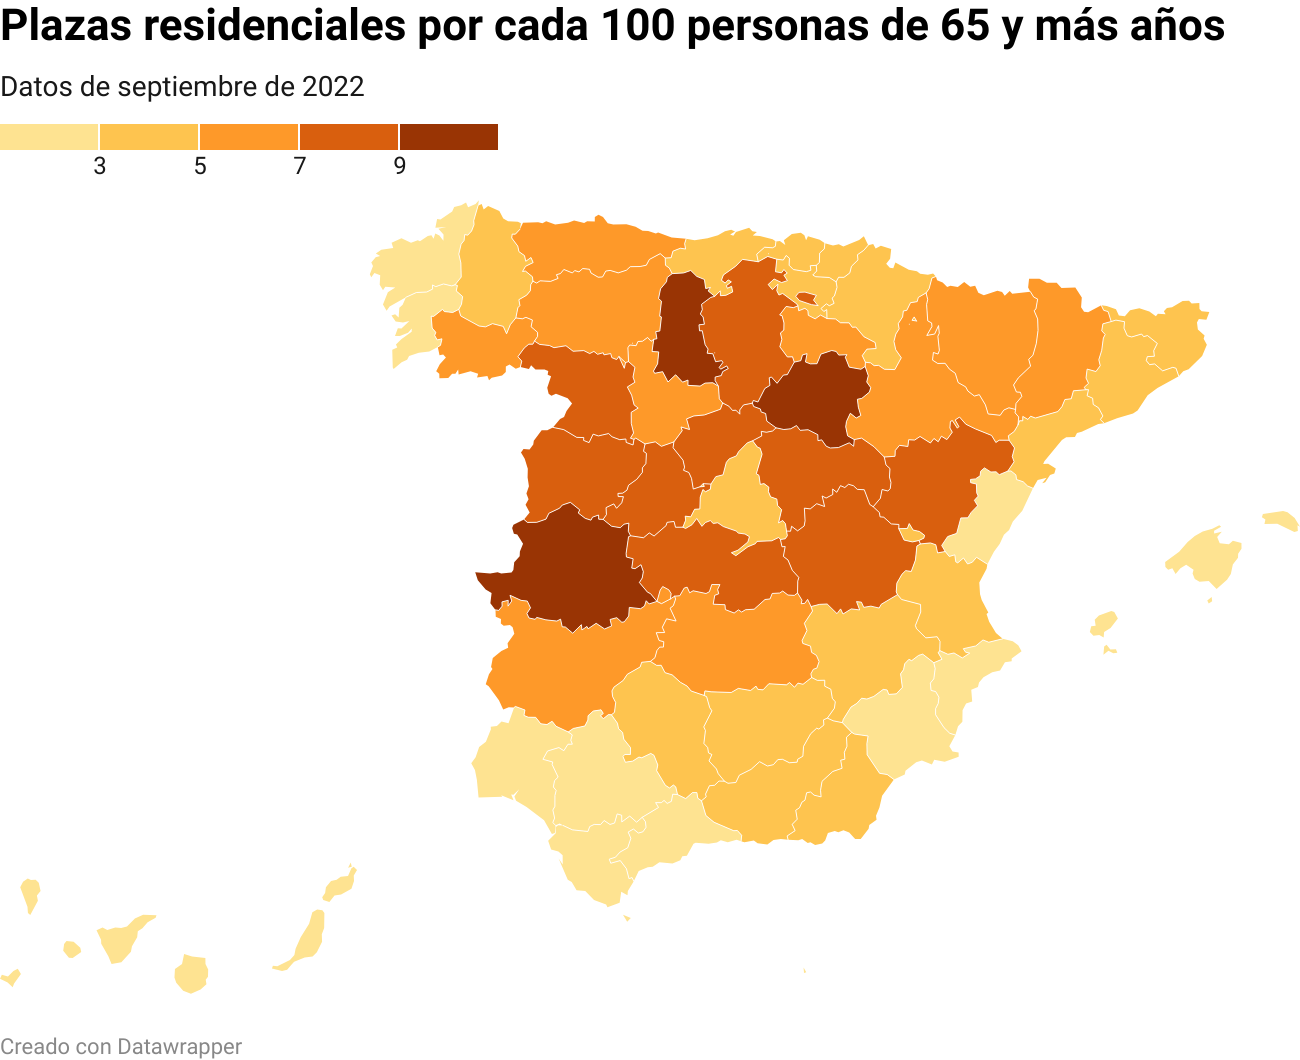 Plazas residenciales por cada 100 personas de 65 y más años
Datos de septiembre de 2022
3 5 7 9
Creado con Datawrapper